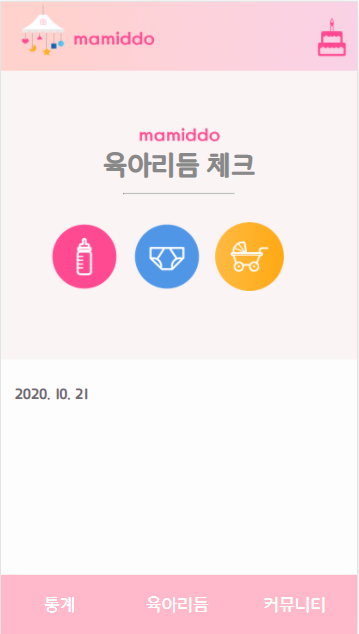 mamiddo
mamiddo
육아리듬 체크
2020. 10. 21
통계 육아리듬 커뮤니티